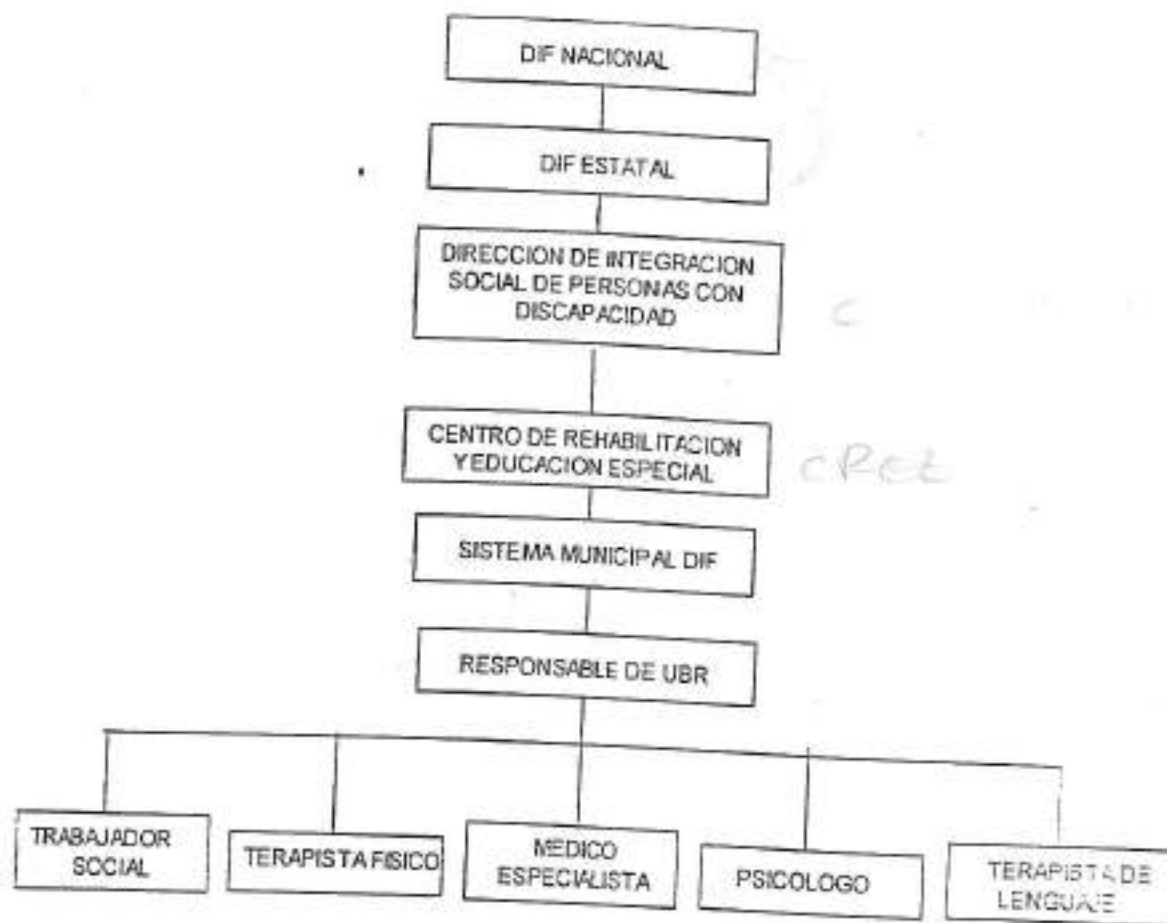 DIF NACIONAL
DIF ESTATAL
DIRECCION DE INTEGRACION
SOCIAL DE PERSONAS CON
DISCAPACIDAD
C
CENTRO DE REHABILITACION
Y EDUCACION ESPECIAL
SISTEMA MUNICIPAL DIF
RESPONSABLE DE UBR
TRABAJADOR
SOCIAL
TERAPISTA FISICO
MEDICO
ESPECIALISTA
PSICOLOGO
TERAPISTA DE
LENGUAJE